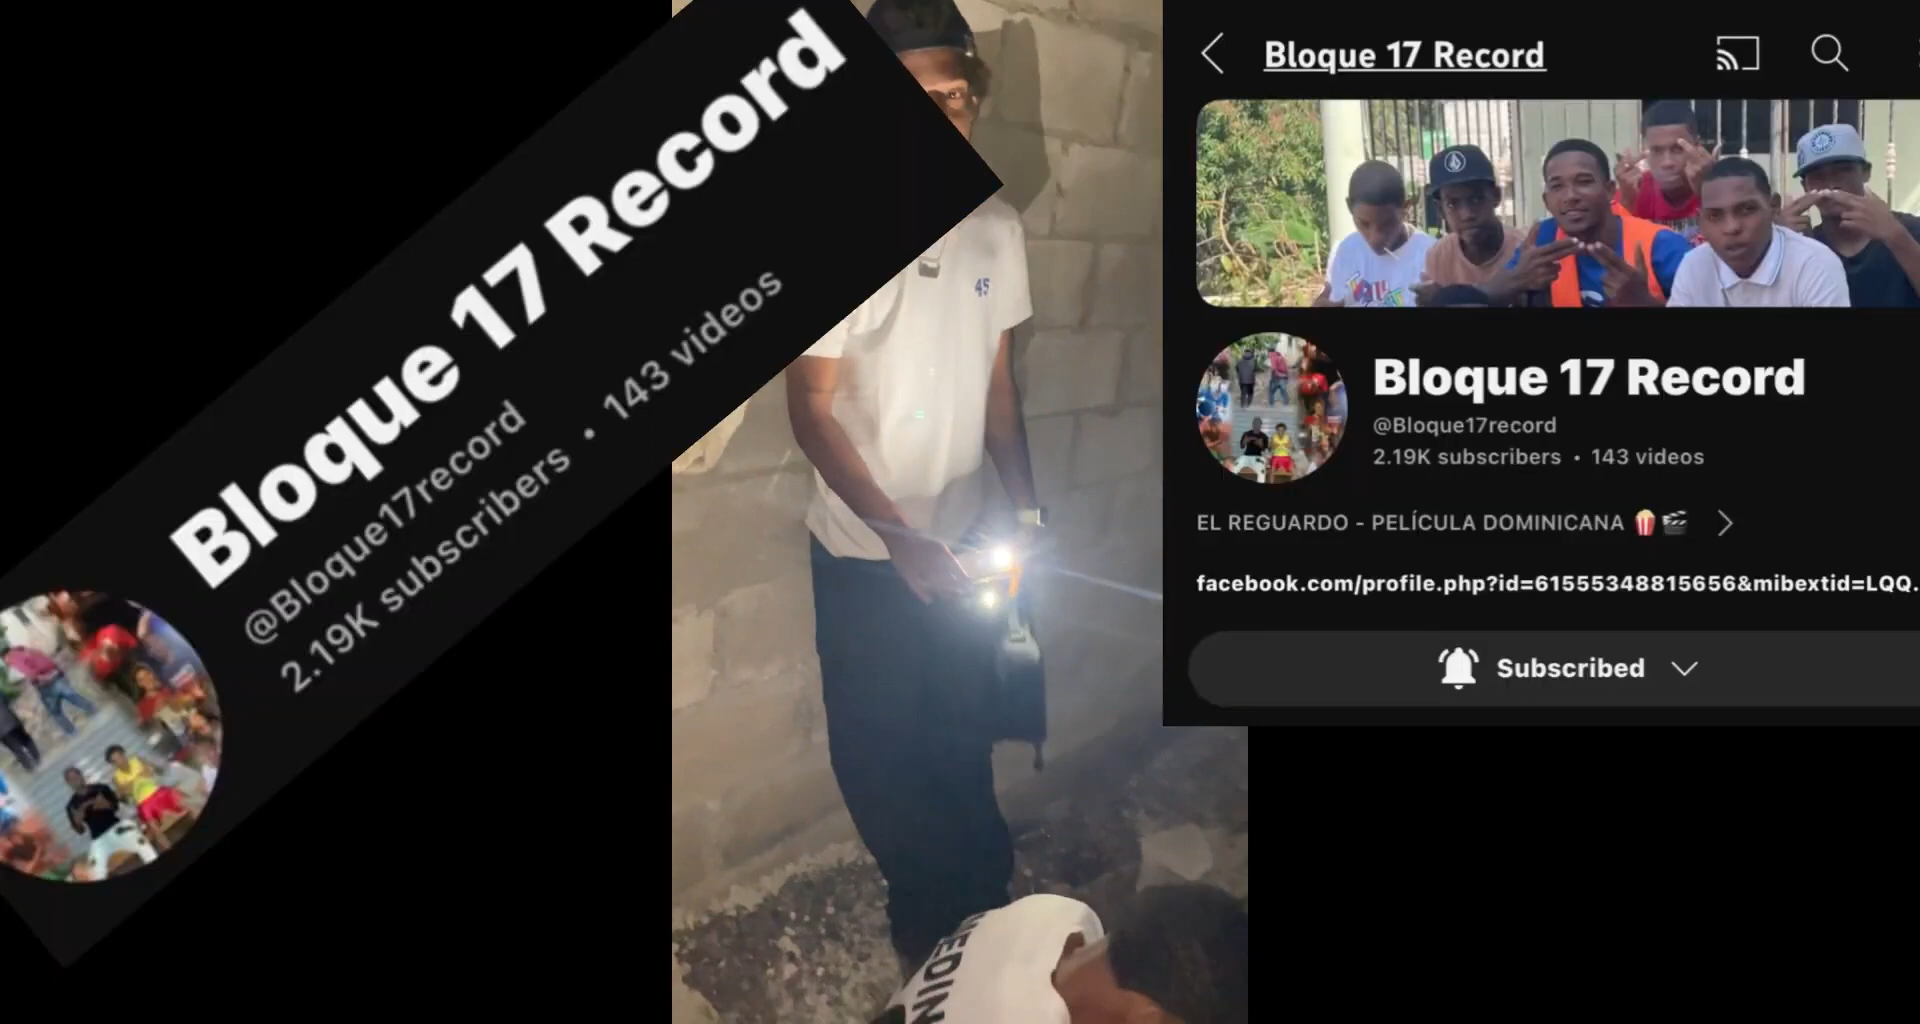 Bloque 17 Record
@Bloque17record
2.19K subscribers • 143 videos
45
Bloque 17 Record
Bloque 17 Record
@Bloque17record
2.19K subscribers • 143 videos
EL REGUARDO - PELÍCULA DOMINICANA 🍿🎬
facebook.com/profile.php?id=61555348815656&mibextid=LQQ.
Subscribed